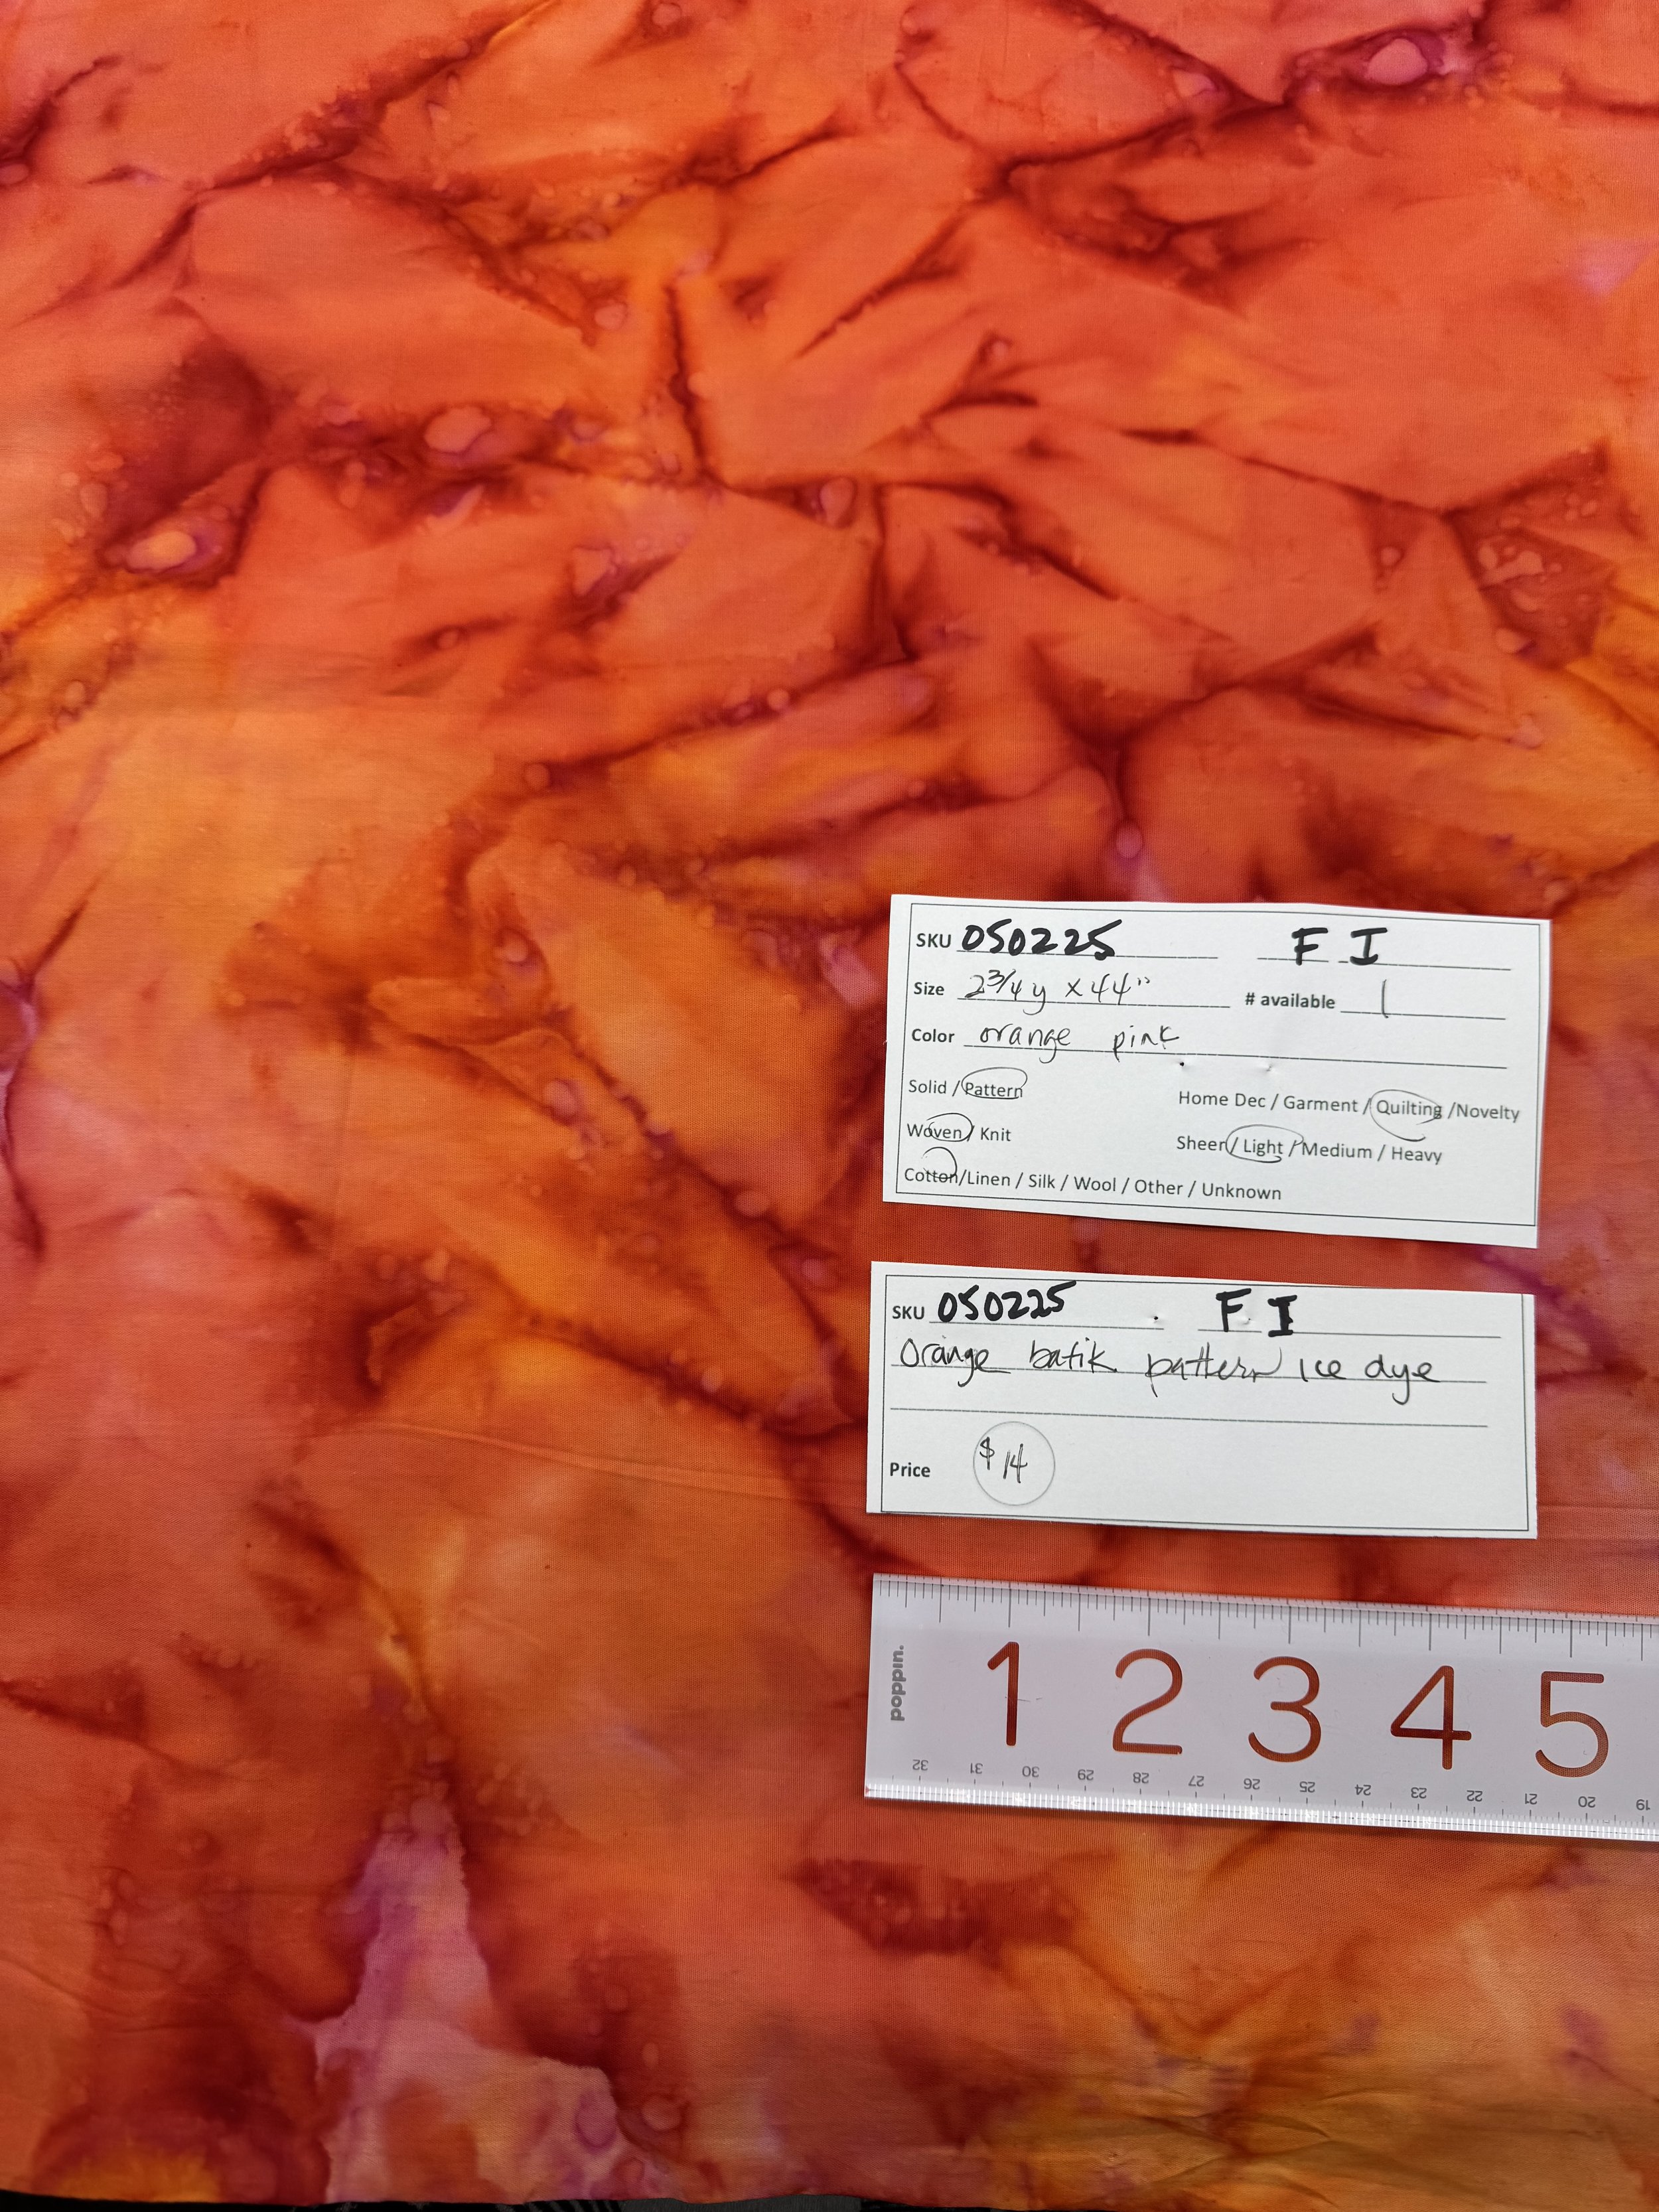 SKU 050225 F I
Size 2 3/4 y x 44" # available 1
Color orange pink
Solid / Pattern Home Dec / Garment / Quilting /Novelty
Woven / Knit Sheer / Light / Medium / Heavy
Cotton/Linen / Silk / Wool / Other / Unknown
SKU 050225 F I
Orange batik pattern ice dye
Price $14
poppin.
1 2 3 4 5
32 31 30 29 28 27 26 25 24 23 22 21 20 19